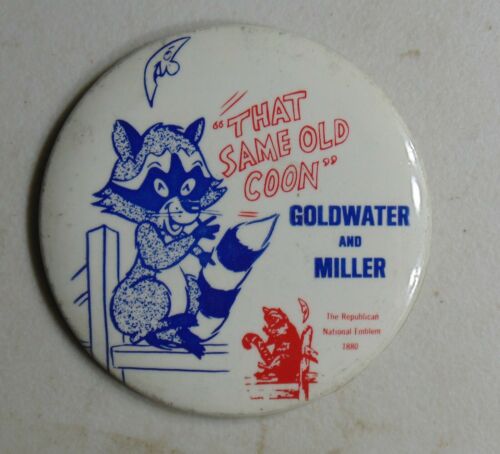 "THAT
SAME OLD
COON"
GOLDWATER
AND
MILLER
The Republican
National Emblem
1880